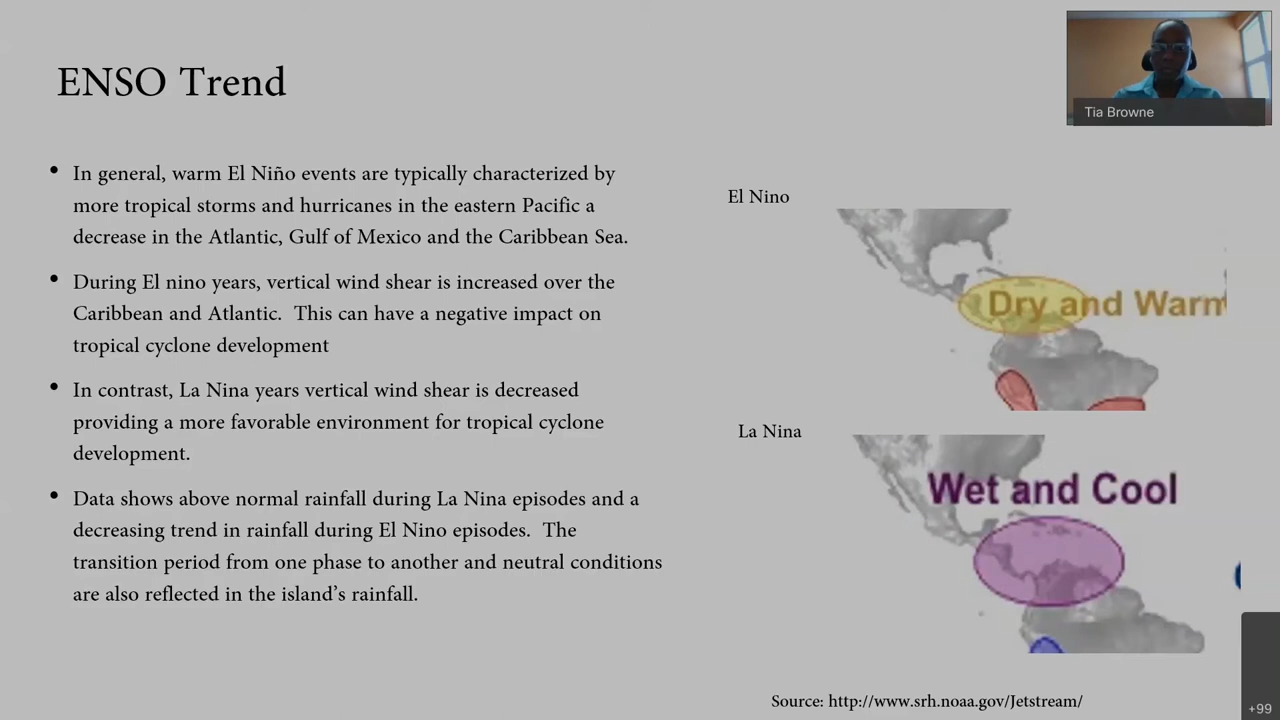 ENSO Trend
Tia Browne
• In general, warm El Niño events are typically characterized by
more tropical storms and hurricanes in the eastern Pacific a
decrease in the Atlantic, Gulf of Mexico and the Caribbean Sea.
• During El nino years, vertical wind shear is increased over the
Caribbean and Atlantic.  This can have a negative impact on
tropical cyclone development
• In contrast, La Nina years vertical wind shear is decreased
providing a more favorable environment for tropical cyclone
development.
• Data shows above normal rainfall during La Nina episodes and a
decreasing trend in rainfall during El Nino episodes.  The
transition period from one phase to another and neutral conditions
are also reflected in the island’s rainfall.
El Nino
Dry and Warm
La Nina
Wet and Cool
Source: http://www.srh.noaa.gov/Jetstream/
+99